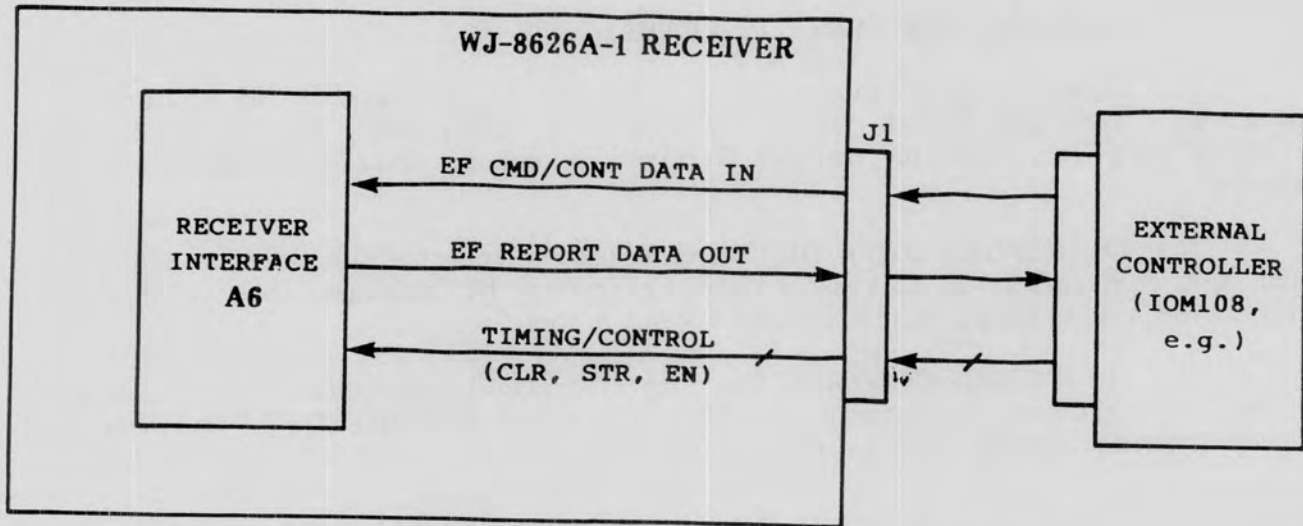 WJ-8626A-1 RECEIVER
J1
EF CMD/CONT DATA IN
RECEIVER
INTERFACE
A6
EF REPORT DATA OUT
TIMING/CONTROL
(CLR, STR, EN)
EXTERNAL
CONTROLLER
(IOM108,
e.g.)